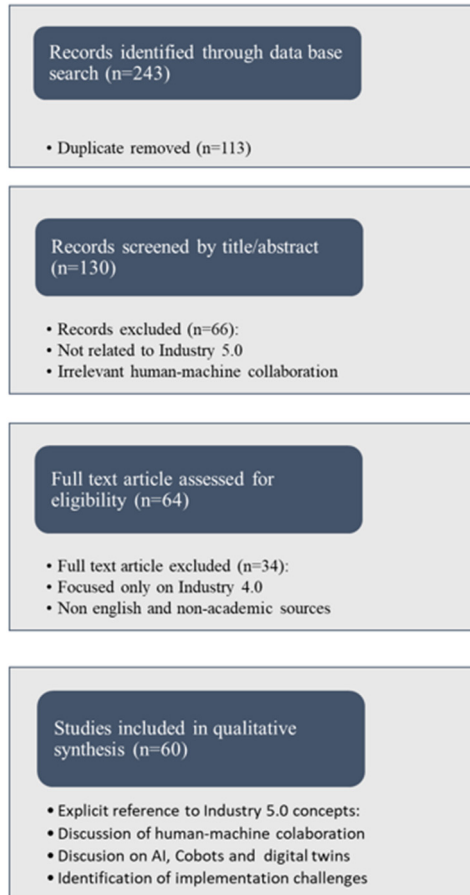 Records identified through data base
search (n=243)
• Duplicate removed (n=113)
Records screened by title/abstract
(n=130)
• Records excluded (n=66):
• Not related to Industry 5.0
• Irrelevant human-machine collaboration
Full text article assessed for
eligibility (n=64)
• Full text article excluded (n=34):
• Focused only on Industry 4.0
• Non english and non-academic sources
Studies included in qualitative
synthesis (n=60)
• Explicit reference to Industry 5.0 concepts:
• Discussion of human-machine colaboration
• Discusion on AI, Cobots and digital twins
• Identification of implementation challenges